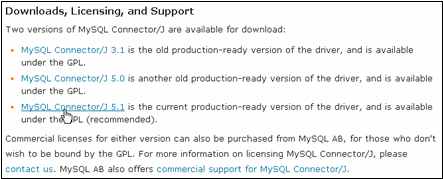 Downloads, Licensing, and Support
Two versions of MySQL Connector/J are available for download:
• MySQL Connector/J 3.1 is the old production-ready version of the driver, and is available
under the GPL.
• MySQL Connector/J 5.0 is another old production-ready version of the driver, and is available
under the GPL.
• MySQL Connector/J 5.1 is the current production-ready version of the driver, and is available
under the GPL (recommended).
Commercial licenses for either version can also be purchased from MySQL AB, for those who don't
wish to be bound by the GPL. For more information on licensing MySQL Connector/J, please
contact us. MySQL AB also offers commercial support for MySQL Connector/J.